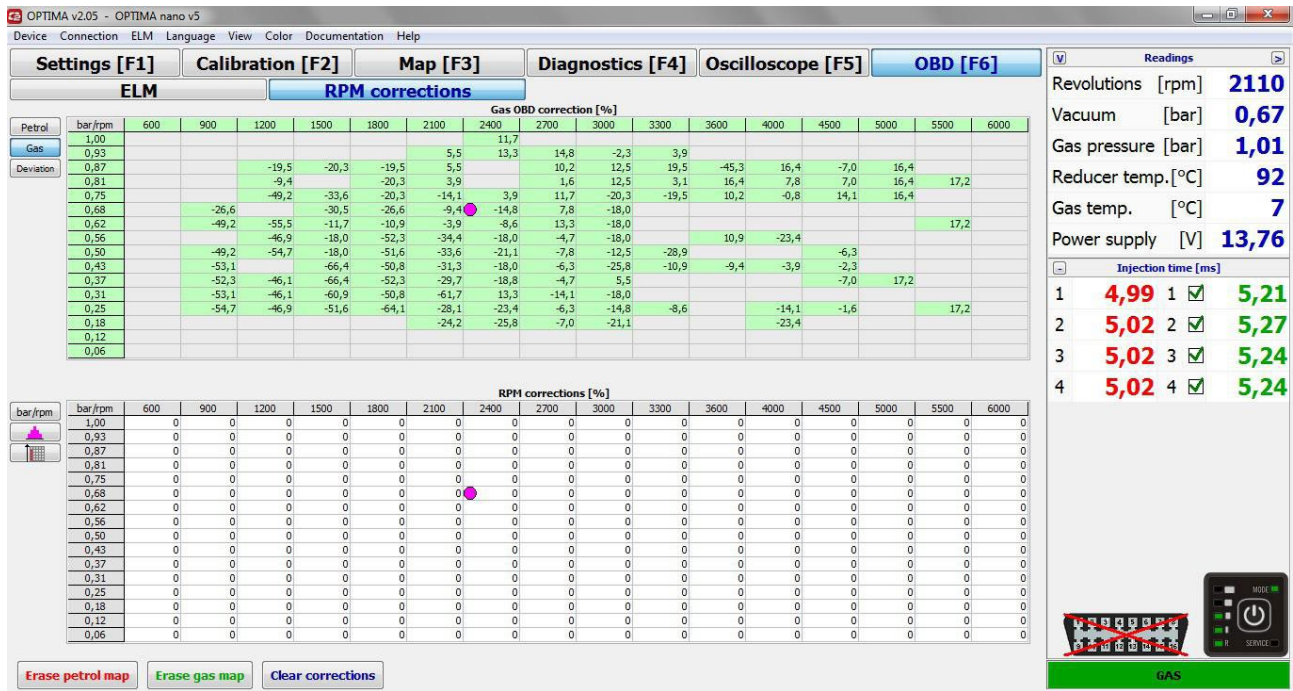 OPTIMA v2.05 - OPTIMA nano v5
Device Connection ELM Language View Color Documentation Help
Settings [F1] Calibration [F2] Map [F3] Diagnostics [F4] Oscilloscope [F5] OBD [F6]
ELM RPM corrections
Gas OBD correction [%]
Petrol
Gas
Deviation
bar/rpm 600 900 1200 1500 1800 2100 2400 2700 3000 3300 3600 4000 4500 5000 5500 6000
1,00 11,7
0,93 5,5 13,3 14,8 -2,3 3,9
0,87 -19,5 -20,3 -19,5 5,5 10,2 12,5 19,5 -45,3 16,4 -7,0 16,4
0,81 -9,4 -20,3 3,9 1,6 12,5 3,1 16,4 7,8 7,0 16,4 17,2
0,75 -49,2 -33,6 -20,3 -14,1 3,9 11,7 -20,3 -19,5 10,2 -0,8 14,1 16,4
0,68 -26,6 -30,5 -26,6 -9,4 -14,8 7,8 -18,0
0,62 -49,2 -55,5 -11,7 -10,9 -3,9 -8,6 13,3 -18,0 17,2
0,56 -46,9 -18,0 -52,3 -34,4 -18,0 -4,7 -18,0 10,9 -23,4
0,50 -49,2 -54,7 -18,0 -51,6 -33,6 -21,1 -7,8 -12,5 -28,9 -6,3
0,43 -53,1 -66,4 -50,8 -31,3 -18,0 -6,3 -25,8 -10,9 -9,4 -3,9 -2,3
0,37 -52,3 -46,1 -66,4 -52,3 -29,7 -18,8 -4,7 5,5 -7,0 17,2
0,31 -53,1 -46,1 -60,9 -50,8 -61,7 13,3 -14,1 -18,0
0,25 -54,7 -46,9 -51,6 -64,1 -28,1 -23,4 -6,3 -14,8 -8,6 -14,1 -1,6 17,2
0,18 -24,2 -25,8 -7,0 -21,1 -23,4
0,12
0,06
RPM corrections [%]
bar/rpm
bar/rpm 600 900 1200 1500 1800 2100 2400 2700 3000 3300 3600 4000 4500 5000 5500 6000
1,00 0 0 0 0 0 0 0 0 0 0 0 0 0 0 0 0
0,93 0 0 0 0 0 0 0 0 0 0 0 0 0 0 0 0
0,87 0 0 0 0 0 0 0 0 0 0 0 0 0 0 0 0
0,81 0 0 0 0 0 0 0 0 0 0 0 0 0 0 0 0
0,75 0 0 0 0 0 0 0 0 0 0 0 0 0 0 0 0
0,68 0 0 0 0 0 0 0 0 0 0 0 0 0 0 0 0
0,62 0 0 0 0 0 0 0 0 0 0 0 0 0 0 0 0
0,56 0 0 0 0 0 0 0 0 0 0 0 0 0 0 0 0
0,50 0 0 0 0 0 0 0 0 0 0 0 0 0 0 0 0
0,43 0 0 0 0 0 0 0 0 0 0 0 0 0 0 0 0
0,37 0 0 0 0 0 0 0 0 0 0 0 0 0 0 0 0
0,31 0 0 0 0 0 0 0 0 0 0 0 0 0 0 0 0
0,25 0 0 0 0 0 0 0 0 0 0 0 0 0 0 0 0
0,18 0 0 0 0 0 0 0 0 0 0 0 0 0 0 0 0
0,12 0 0 0 0 0 0 0 0 0 0 0 0 0 0 0 0
0,06 0 0 0 0 0 0 0 0 0 0 0 0 0 0 0 0
Erase petrol map Erase gas map Clear corrections
V Readings >
Revolutions [rpm] 2110
Vacuum [bar] 0,67
Gas pressure [bar] 1,01
Reducer temp.[ºC] 92
Gas temp. [ºC] 7
Power supply [V] 13,76
- Injection time [ms]
1 4,99 1 5,21
2 5,02 2 5,27
3 5,02 3 5,24
4 5,02 4 5,24
MODE
R SERVICE
GAS